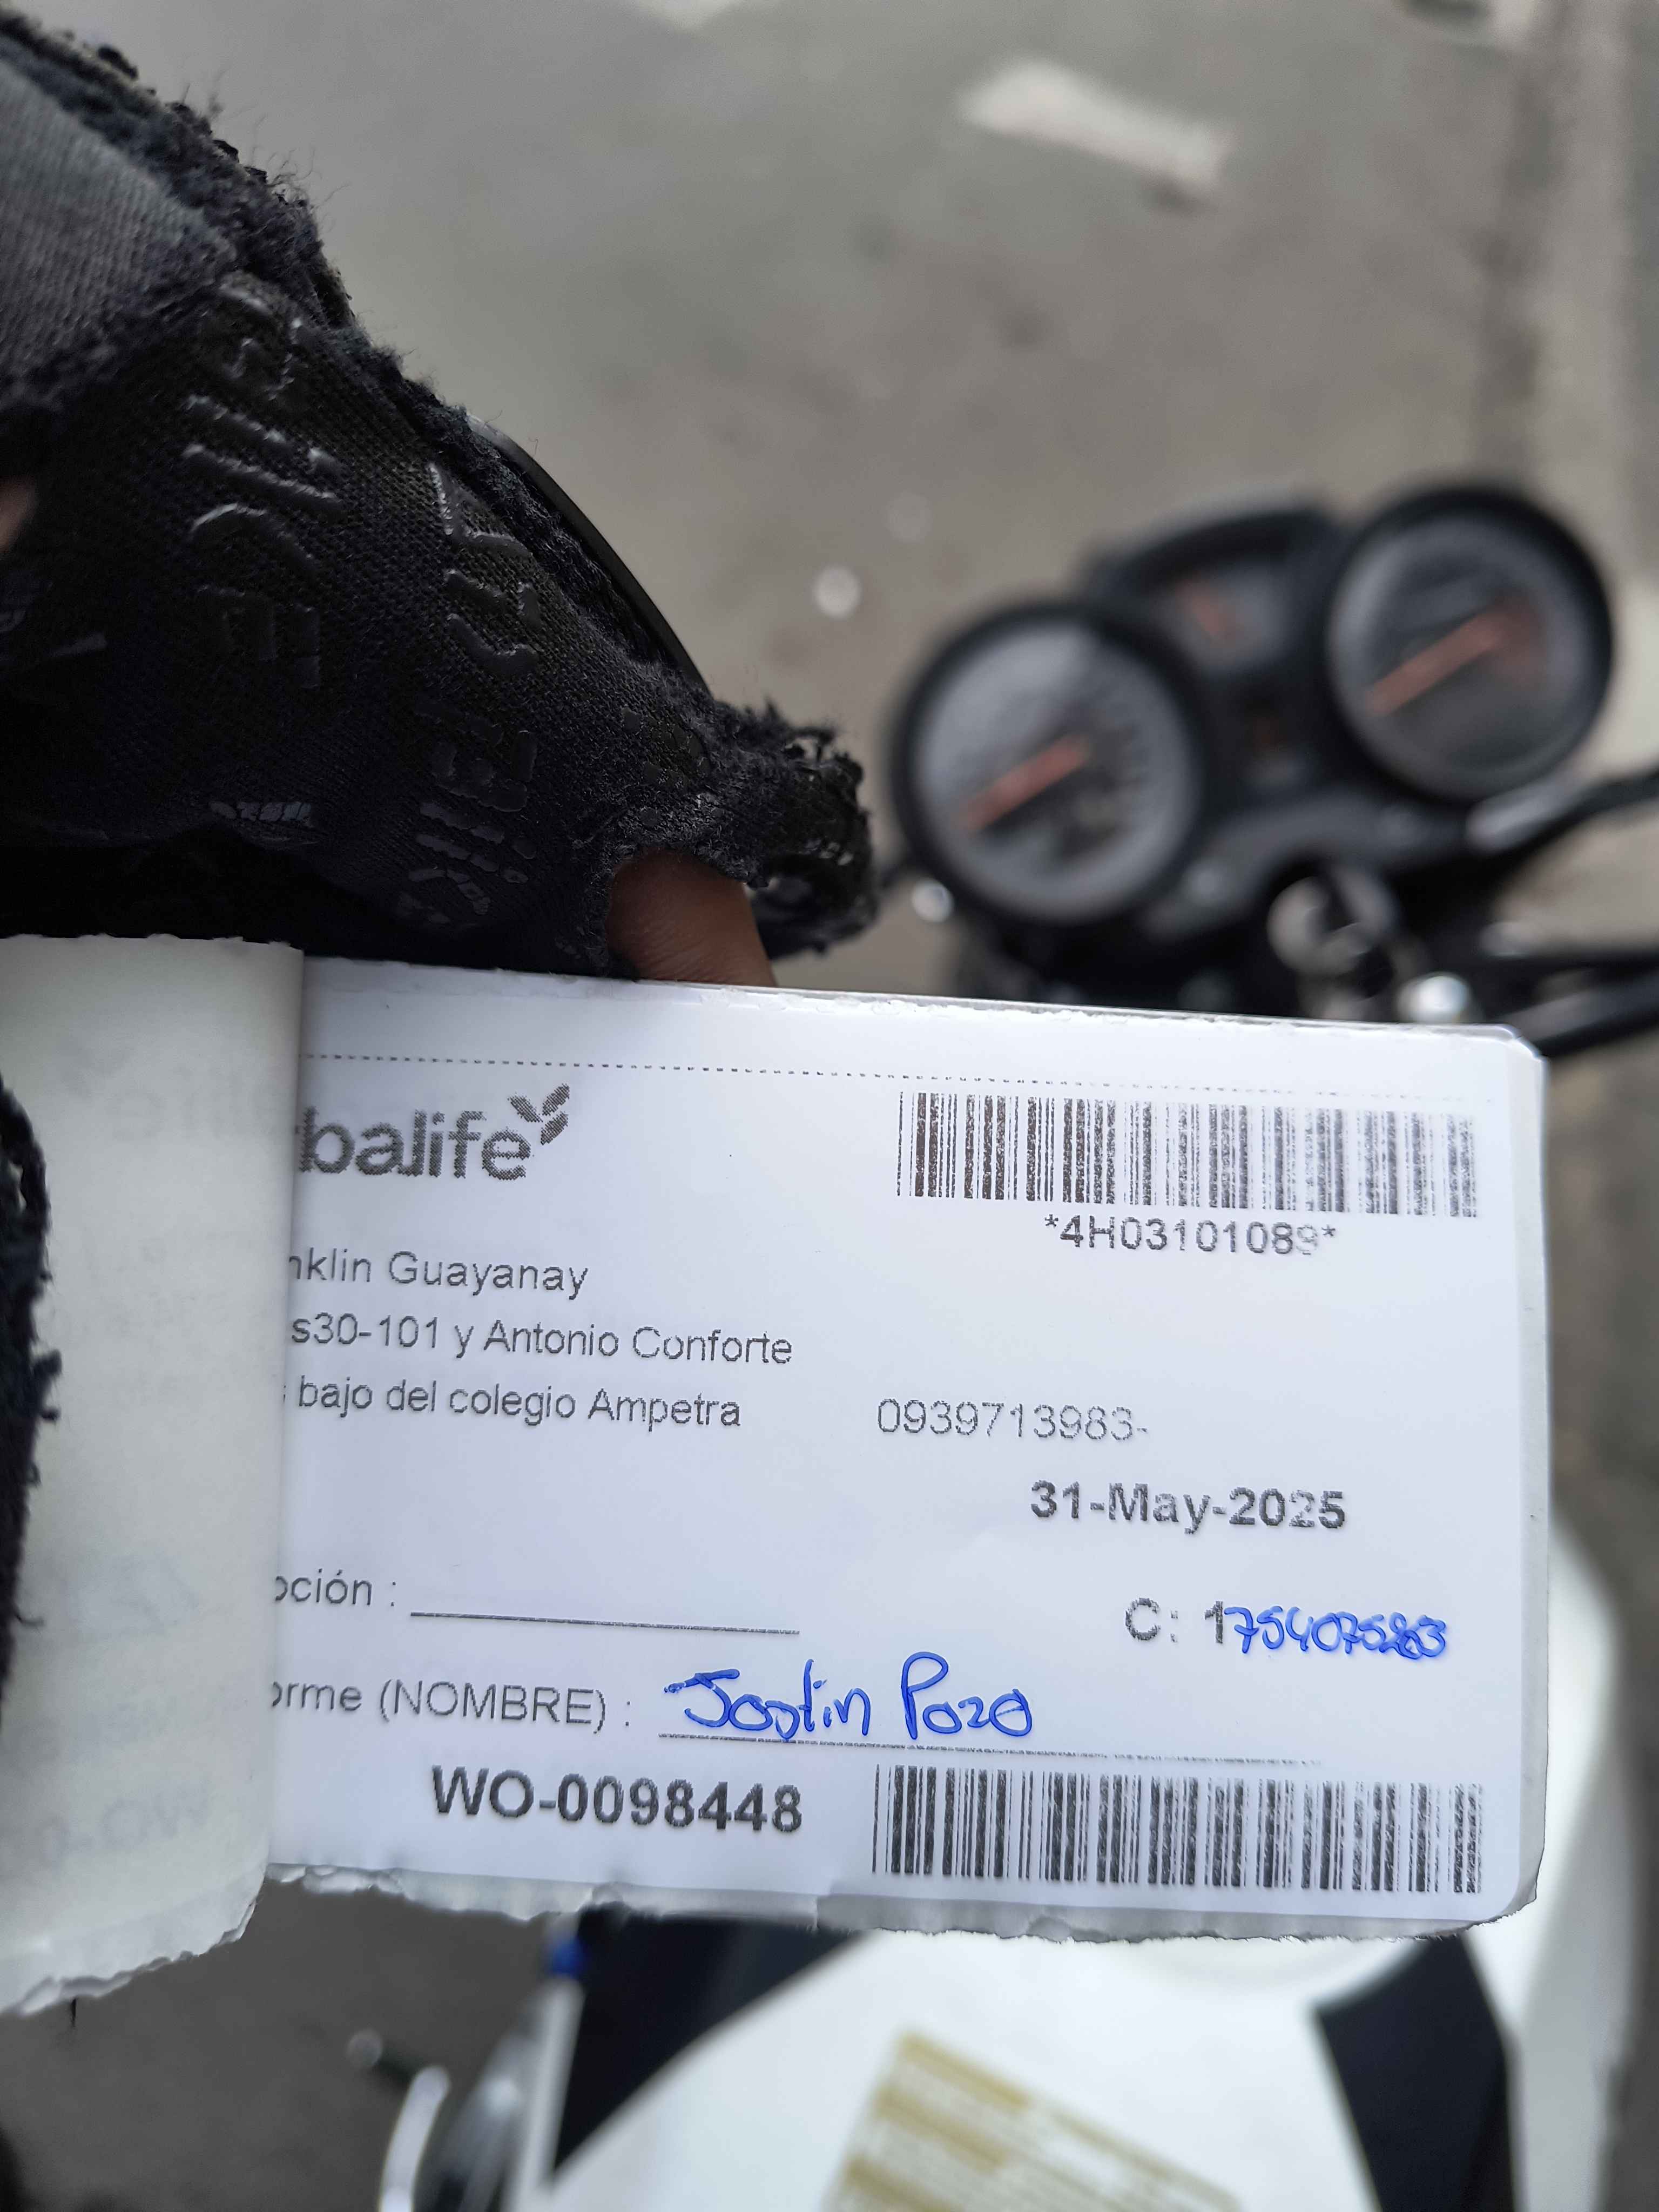 balife
*4H03101089*
nklin Guayanay
s30-101 y Antonio Conforte
bajo del colegio Ampetra
0939713983-
31-May-2025
pción :
C: 1754075283
orme (NOMBRE) : Jostin Pozo
WO-0098448